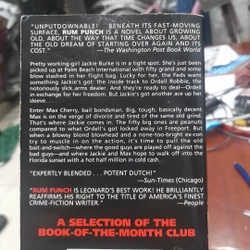 "UNPUTDOWNABLE! BENEATH ITS FAST-MOVING
SURFACE, RUM PUNCH IS A NOVEL ABOUT GROWING
OLD, ABOUT THE WAY THAT TIME CHANGES US, ABOUT
THE OLD DREAM OF STARTING OVER AGAIN AND ITS
COST." —The Washington Post Book World
Pretty working girl Jackie Burke is in a tight spot. She's just been
picked up at Palm Beach International with fifty grand and some
blow stashed in her flight bag. Lucky for her, the Feds want
something Jackie's got: the inside track to Ordell Robbie, the
notoriously slick arms dealer. And they're ready to deal—Ordell
in exchange for her freedom. But Jackie's got another ace up her
sleeve....
Enter Max Cherry, bail bondsman. Big, tough, basically decent
Max is on the verge of divorce and tired of the same old grind.
That's where Jackie comes in. The fifty big ones are peanuts
compared to what Ordell's got locked away in Freeport. But
when a blowsy blond blowhead and a none-too-bright ex-con
try to muscle in on the action, it's time to pull the old
bait-and-switch—where the good guys are played off against the
bad guys—and where Jackie and Max hope to walk off into the
Florida sunset with a hot half million in cold cash.
"EXPERTLY BLENDED . . . POTENT DUTCH!"
—Sun-Times (Chicago)
"RUM PUNCH IS LEONARD'S BEST WORK! HE BRILLIANTLY
REAFFIRMS HIS RIGHT TO THE TITLE OF AMERICA'S FINEST
CRIME-FICTION WRITER." —People
A SELECTION OF THE
BOOK-OF-THE-MONTH CLUB